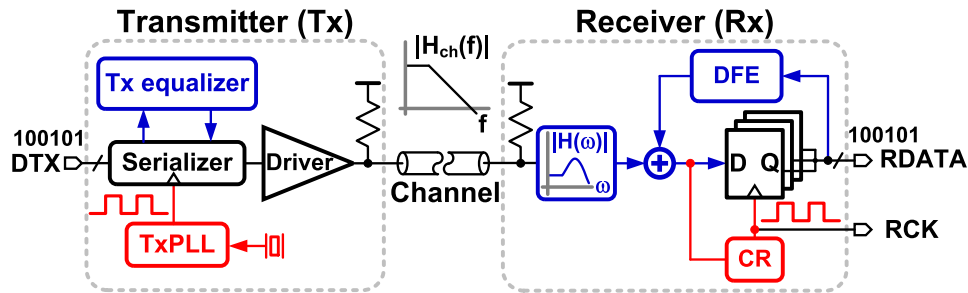 Transmitter (Tx)
Receiver (Rx)
|Hch(f)|
f
Tx equalizer
DFE
100101
DTX
Serializer
Driver
Channel
|H(ω)|
ω
+
D Q
100101
RDATA
TxPLL
CR
RCK